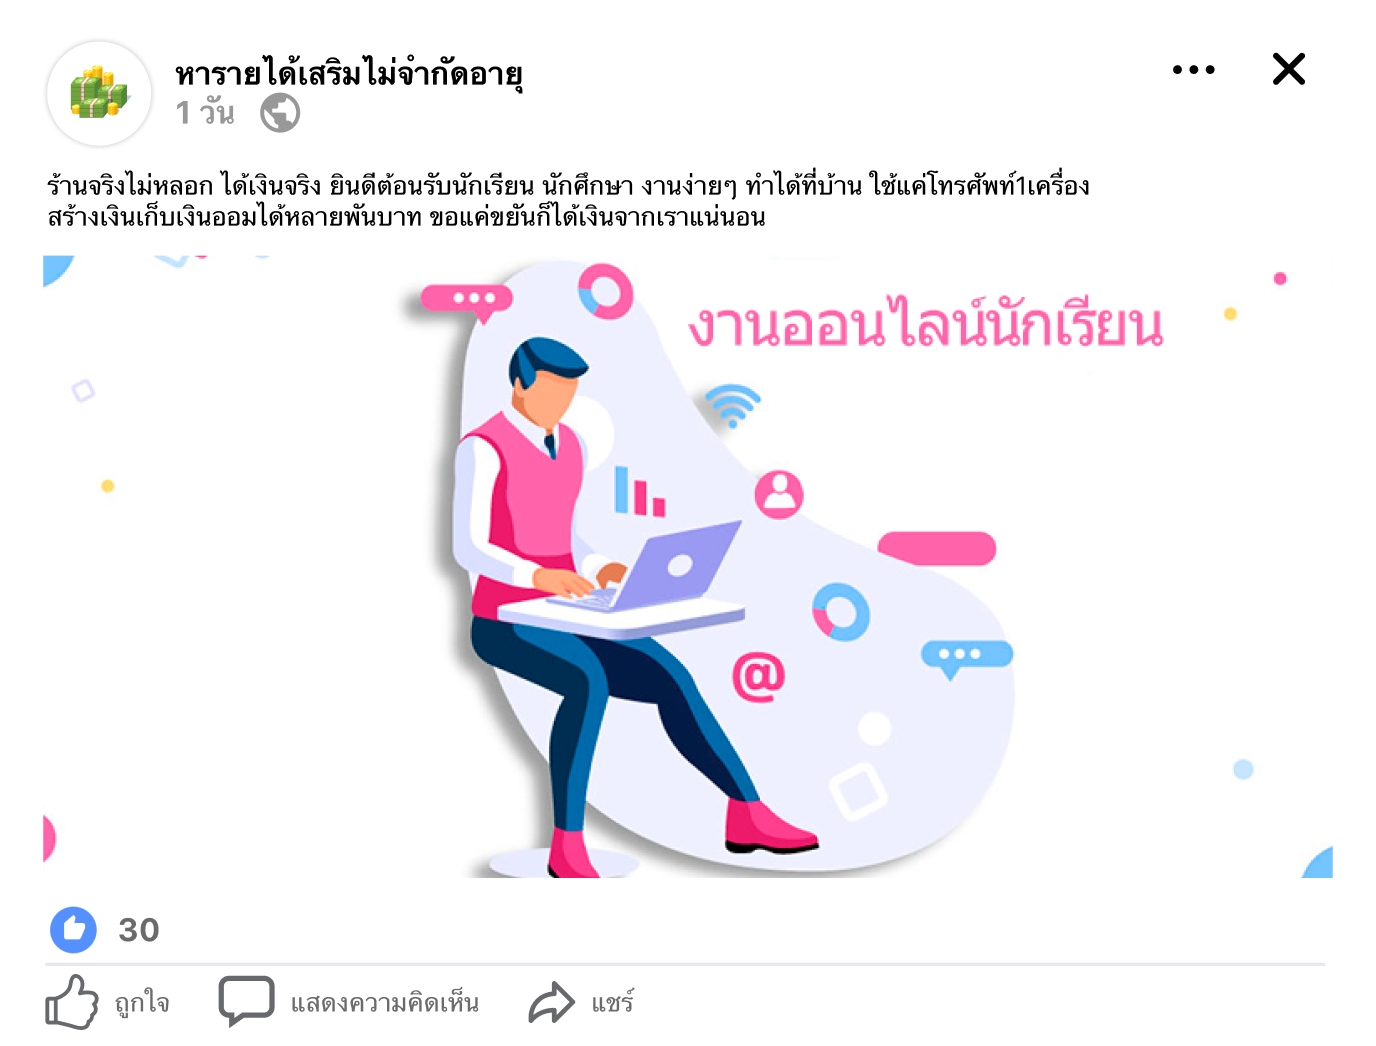 หารายได้เสริมไม่จำกัดอายุ
1 วัน
ร้านจริงไม่หลอก ได้เงินจริง ยินดีต้อนรับนักเรียน นักศึกษา งานง่ายๆ ทำได้ที่บ้าน ใช้แค่โทรศัพท์1เครื่อง
สร้างเงินเก็บเงินออมได้หลายพันบาท ขอแค่ขยันก็ได้เงินจากเราแน่นอน
งานออนไลน์นักเรียน
@
30
ถูกใจ แสดงความคิดเห็น แชร์